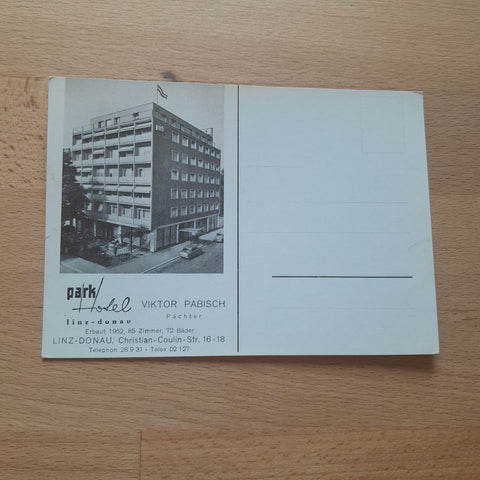 park
Hotel
linz-donau
VIKTOR PABISCH
Pächter
Erbaut 1962, 85 Zimmer, 72 Bäder
LINZ-DONAU, Christian-Coulin-Str. 16-18
Telephon 28 9 31 - Telex 02 127